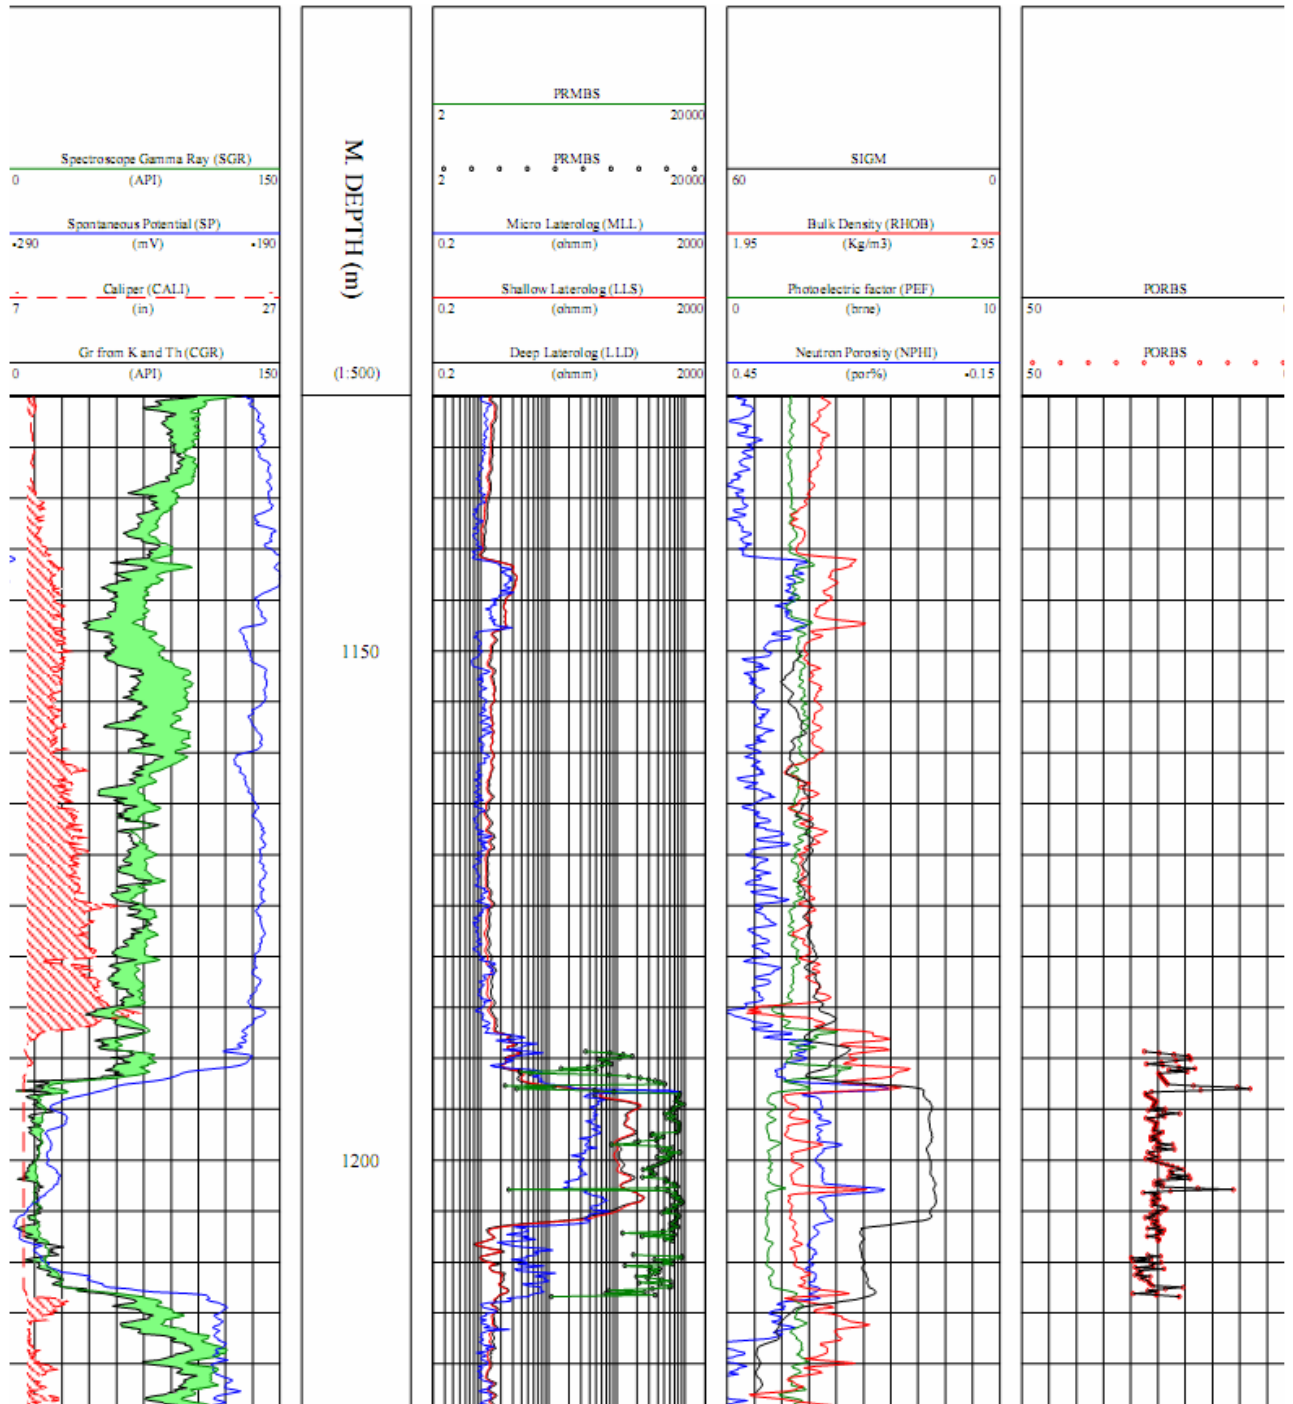 PRMBS
2 20000
Spectroscope Gamma Ray (SGR)
0 (API) 150
PRMBS
2 20000
SIGM
60 0
Spontaneous Potential (SP)
-290 (mV) -190
Micro Laterolog (MLL)
0.2 (ohmm) 2000
Bulk Density (RHOB)
1.95 (Kg/m3) 2.95
Caliper (CALI)
7 (in) 27
Shallow Laterolog (LLS)
0.2 (ohmm) 2000
Photoelectric factor (PEF)
0 (brne) 10
PORBS
50
Gr from K and Th (CGR)
0 (API) 150
M. DEPTH (m)
(1:500)
Deep Laterolog (LLD)
0.2 (ohmm) 2000
Neutron Porosity (NPHI)
0.45 (por%) -0.15
PORBS
50
1150
1200